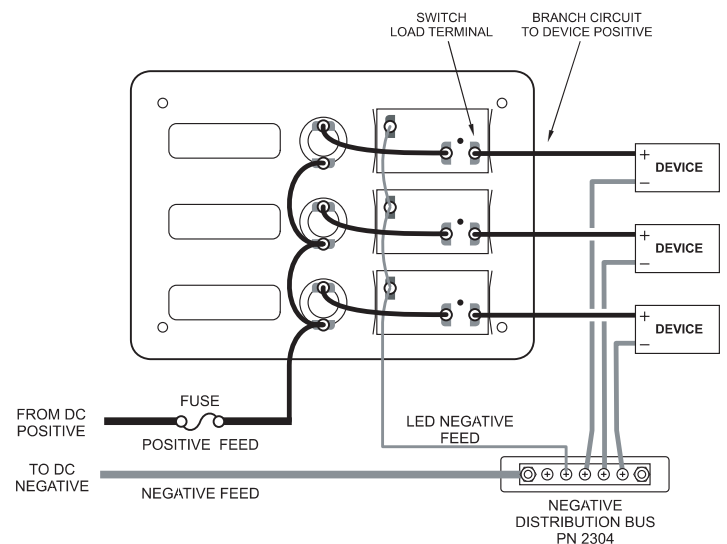 SWITCH
LOAD TERMINAL
BRANCH CIRCUIT
TO DEVICE POSITIVE
+
DEVICE
−
+
DEVICE
−
+
DEVICE
−
FROM DC
POSITIVE
FUSE
POSITIVE FEED
LED NEGATIVE
FEED
TO DC
NEGATIVE
NEGATIVE FEED
NEGATIVE
DISTRIBUTION BUS
PN 2304